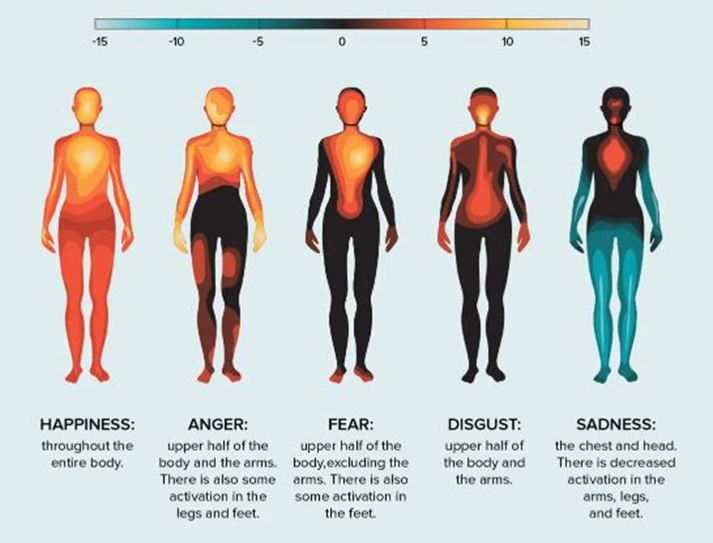 -15 -10 -5 0 5 10 15
HAPPINESS:
throughout the
entire body.
ANGER:
upper half of the
body and the arms.
There is also some
activation in the
legs and feet.
FEAR:
upper half of the
body,excluding the
arms. There is also
some activation in
the feet.
DISGUST:
upper half of
the body and
the arms.
SADNESS:
the chest and head.
There is decreased
activation in the
arms, legs,
and feet.